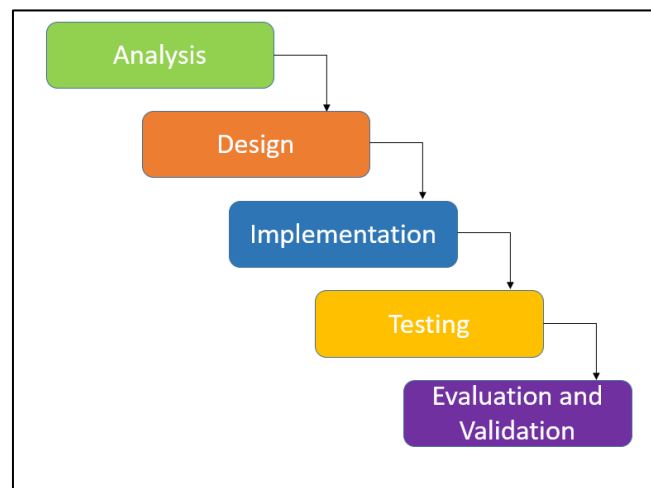 Analysis
Design
Implementation
Testing
Evaluation and
Validation